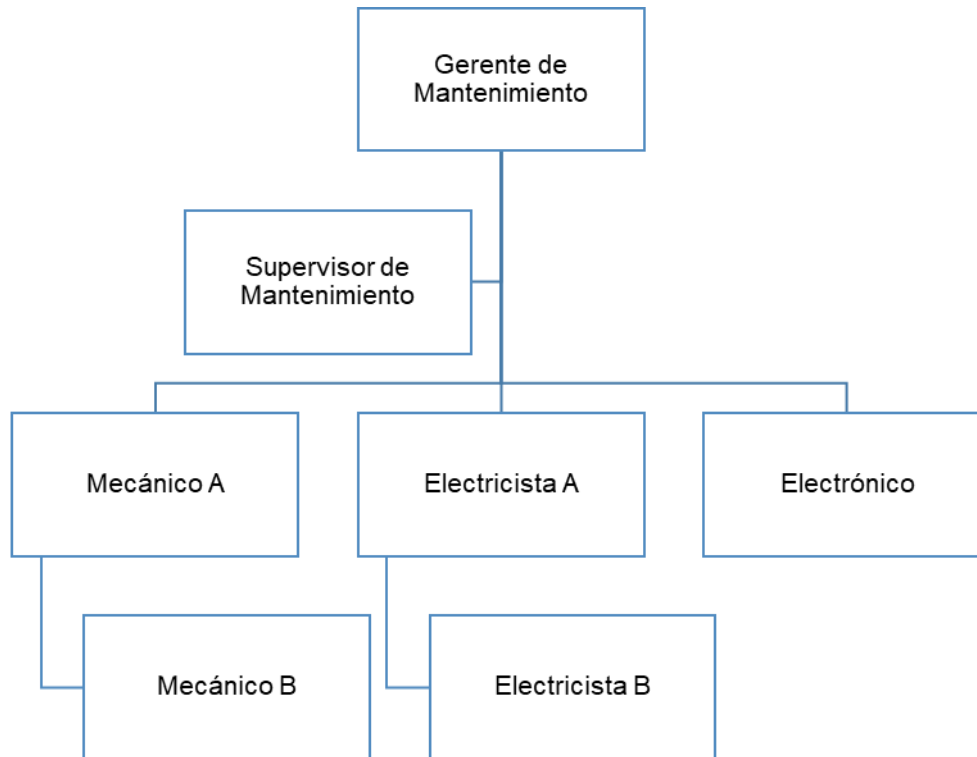 Gerente de
Mantenimiento
Supervisor de
Mantenimiento
Mecánico A
Electricista A
Electrónico
Mecánico B
Electricista B